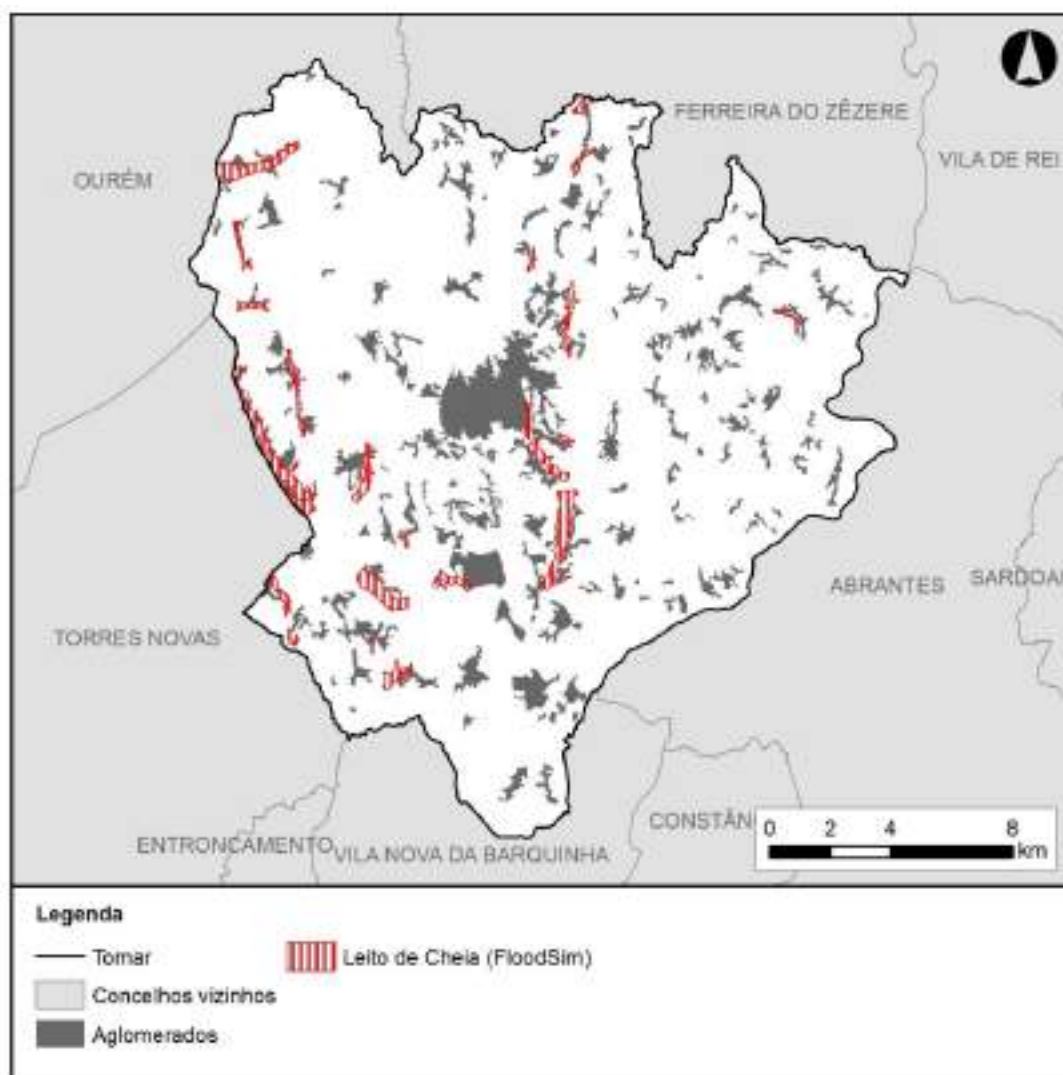 FERREIRA DO ZÊZERE
VILA DE REI
OURÉM
ABRANTES
TORRES NOVAS
ENTRONCAMENTO
VILA NOVA DA BARQUINHA
0 2 4 8
km
Legenda
Tomar
Leito de Cheia (FloodSim)
Concelhos vizinhos
Aglomerados